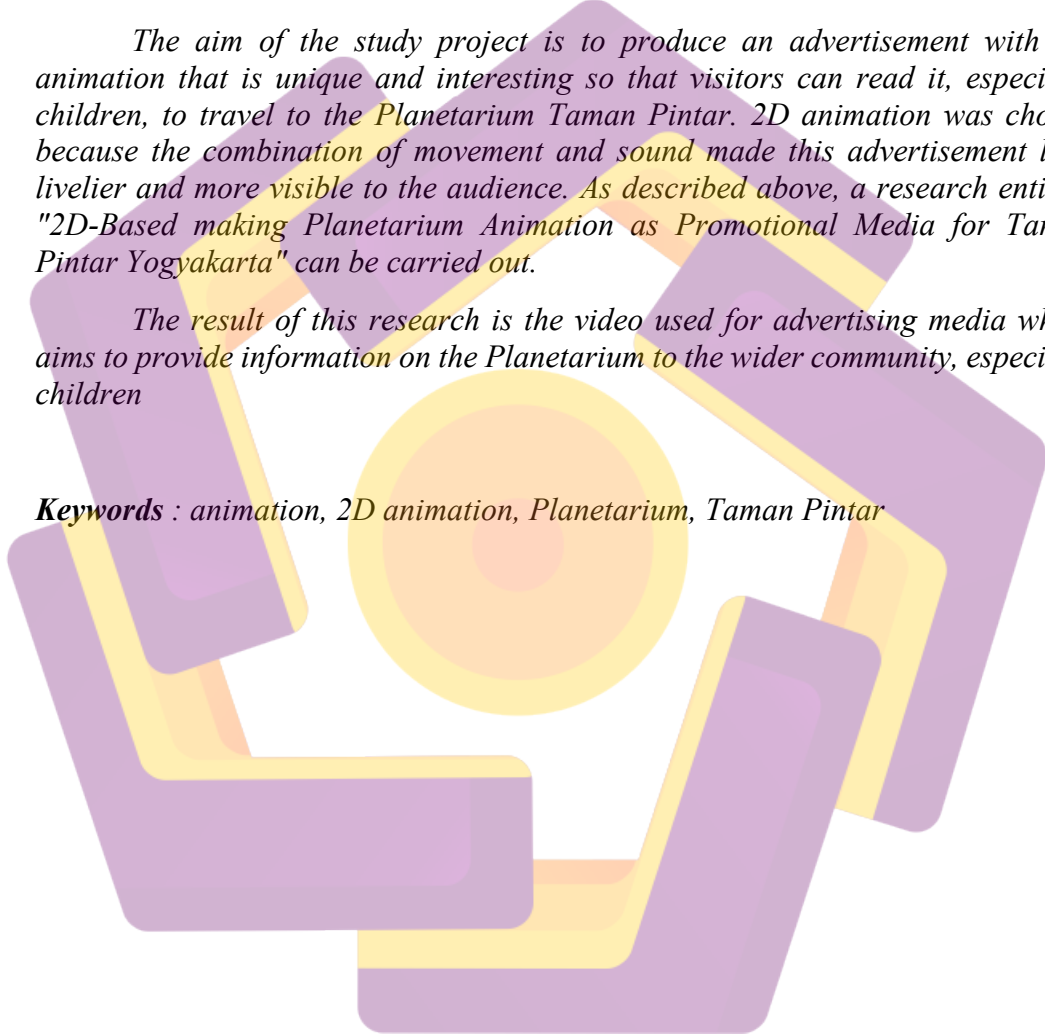 The aim of the study project is to produce an advertisement with
animation that is unique and interesting so that visitors can read it, especi
children, to travel to the Planetarium Taman Pintar. 2D animation was cho
because the combination of movement and sound made this advertisement l
livelier and more visible to the audience. As described above, a research enti
"2D-Based making Planetarium Animation as Promotional Media for Tam
Pintar Yogyakarta" can be carried out.
The result of this research is the video used for advertising media wh
aims to provide information on the Planetarium to the wider community, especi
children
Keywords : animation, 2D animation, Planetarium, Taman Pintar